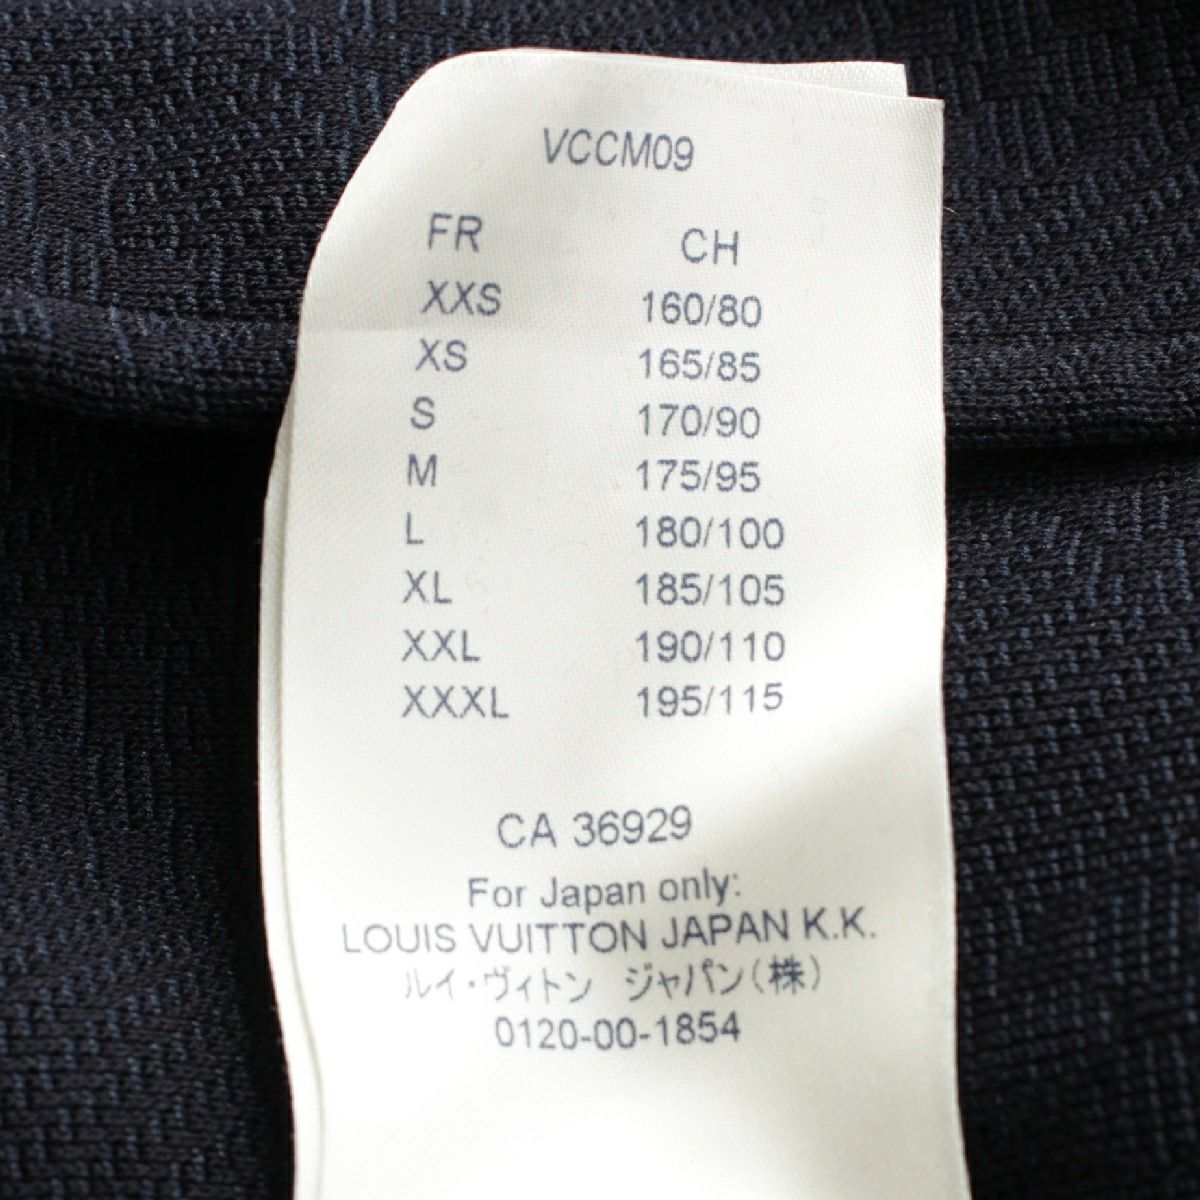 VCCM09
FR CH
XXS 160/80
XS 165/85
S 170/90
M 175/95
L 180/100
XL 185/105
XXL 190/110
XXXL 195/115
CA 36929
For Japan only:
LOUIS VUITTON JAPAN K.K.
ルイ・ヴィトン ジャパン(株)
0120-00-1854